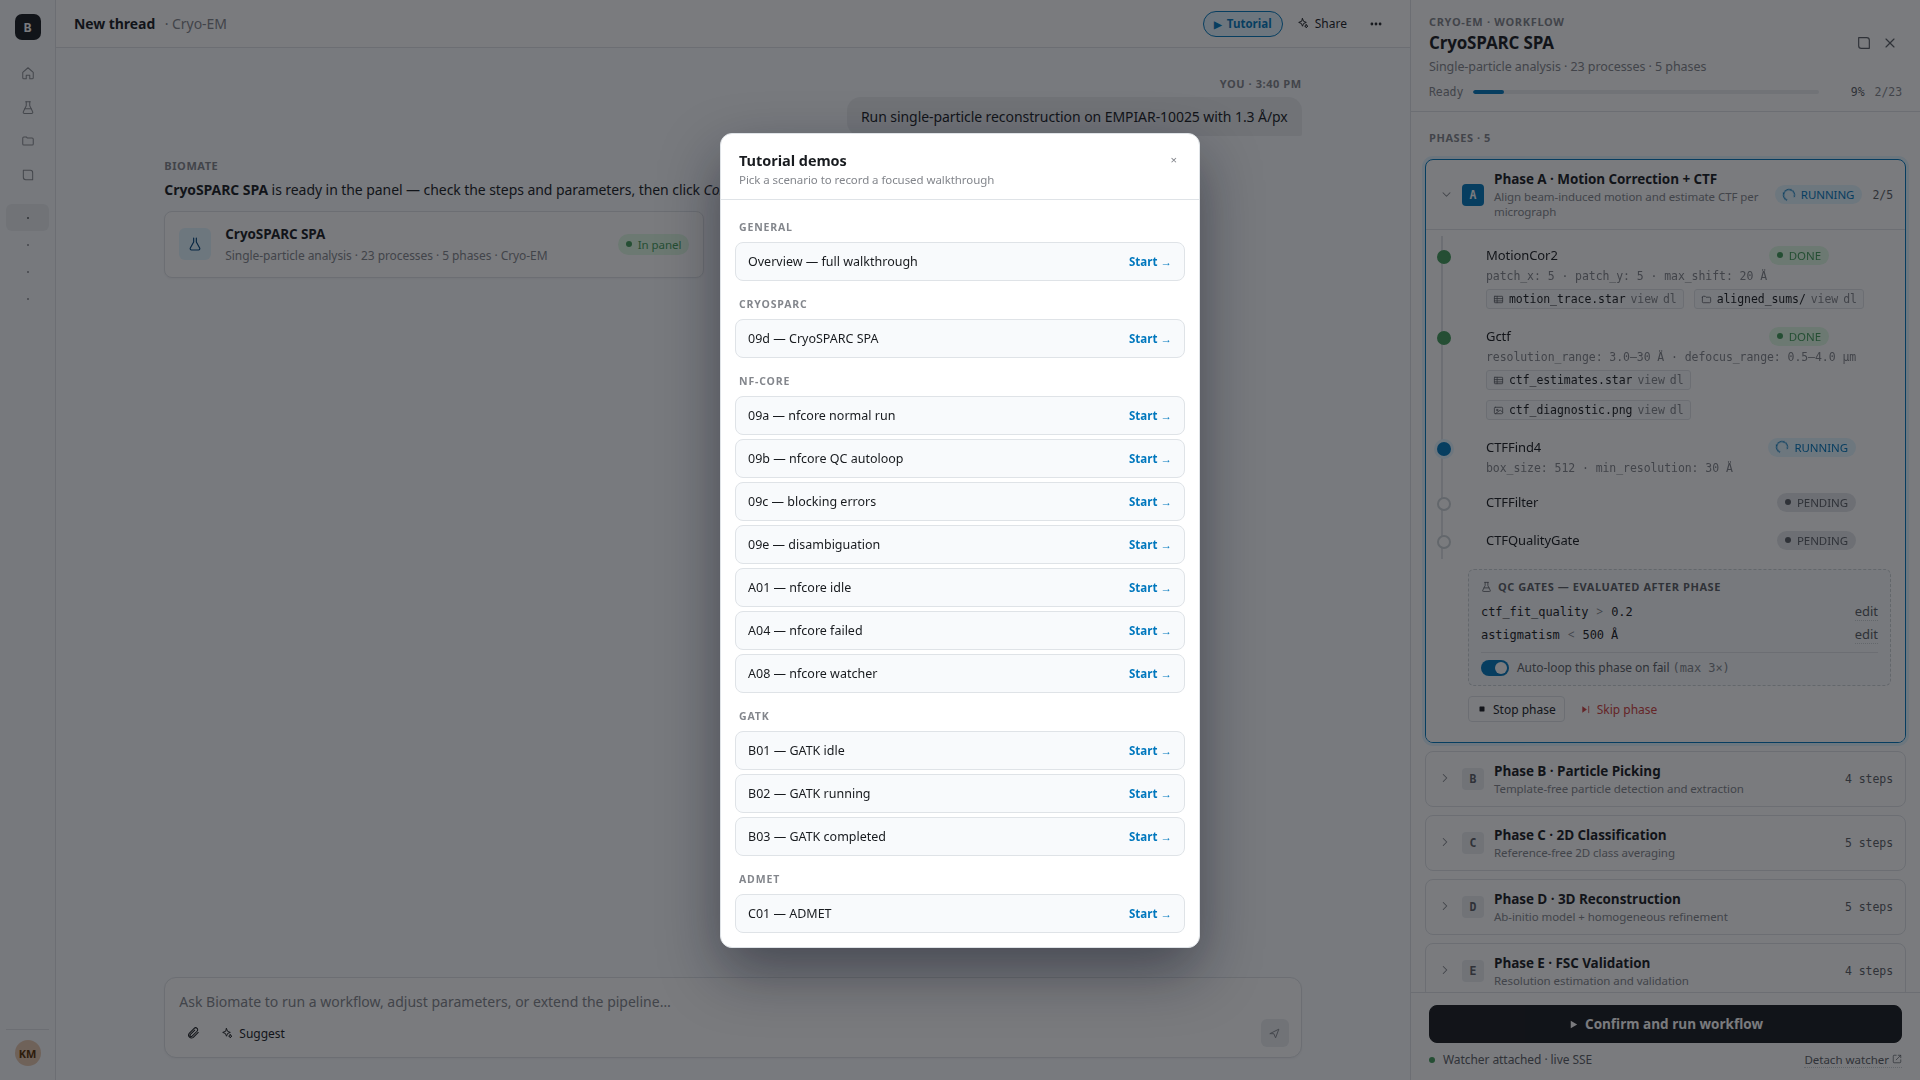 B
New thread · Cryo-EM
▶ Tutorial
Share
YOU · 3:40 PM
Run single-particle reconstruction on EMPIAR-10025 with 1.3 Å/px
BIOMATE
CryoSPARC SPA is ready in the panel — check the steps and parameters, then click Co
CryoSPARC SPA
Single-particle analysis · 23 processes · 5 phases · Cryo-EM
In panel
Tutorial demos
Pick a scenario to record a focused walkthrough
GENERAL
Overview — full walkthrough Start →
CRYOSPARC
09d — CryoSPARC SPA Start →
NF-CORE
09a — nfcore normal run Start →
09b — nfcore QC autoloop Start →
09c — blocking errors Start →
09e — disambiguation Start →
A01 — nfcore idle Start →
A04 — nfcore failed Start →
A08 — nfcore watcher Start →
GATK
B01 — GATK idle Start →
B02 — GATK running Start →
B03 — GATK completed Start →
ADMET
C01 — ADMET Start →
Ask Biomate to run a workflow, adjust parameters, or extend the pipeline...
Suggest
KM
CRYO-EM · WORKFLOW
CryoSPARC SPA
Single-particle analysis · 23 processes · 5 phases
Ready 9% 2/23
PHASES · 5
A Phase A · Motion Correction + CTF RUNNING 2/5
Align beam-induced motion and estimate CTF per
micrograph
MotionCor2 DONE
patch_x: 5 · patch_y: 5 · max_shift: 20 Å
motion_trace.star view dl aligned_sums/ view dl
Gctf DONE
resolution_range: 3.0–30 Å · defocus_range: 0.5–4.0 μm
ctf_estimates.star view dl
ctf_diagnostic.png view dl
CTFFind4 RUNNING
box_size: 512 · min_resolution: 30 Å
CTFFilter PENDING
CTFQualityGate PENDING
QC GATES — EVALUATED AFTER PHASE
ctf_fit_quality > 0.2 edit
astigmatism < 500 Å edit
Auto-loop this phase on fail (max 3×)
Stop phase Skip phase
B Phase B · Particle Picking 4 steps
Template-free particle detection and extraction
C Phase C · 2D Classification 5 steps
Reference-free 2D class averaging
D Phase D · 3D Reconstruction 5 steps
Ab-initio model + homogeneous refinement
E Phase E · FSC Validation 4 steps
Resolution estimation and validation
Confirm and run workflow
Watcher attached · live SSE Detach watcher